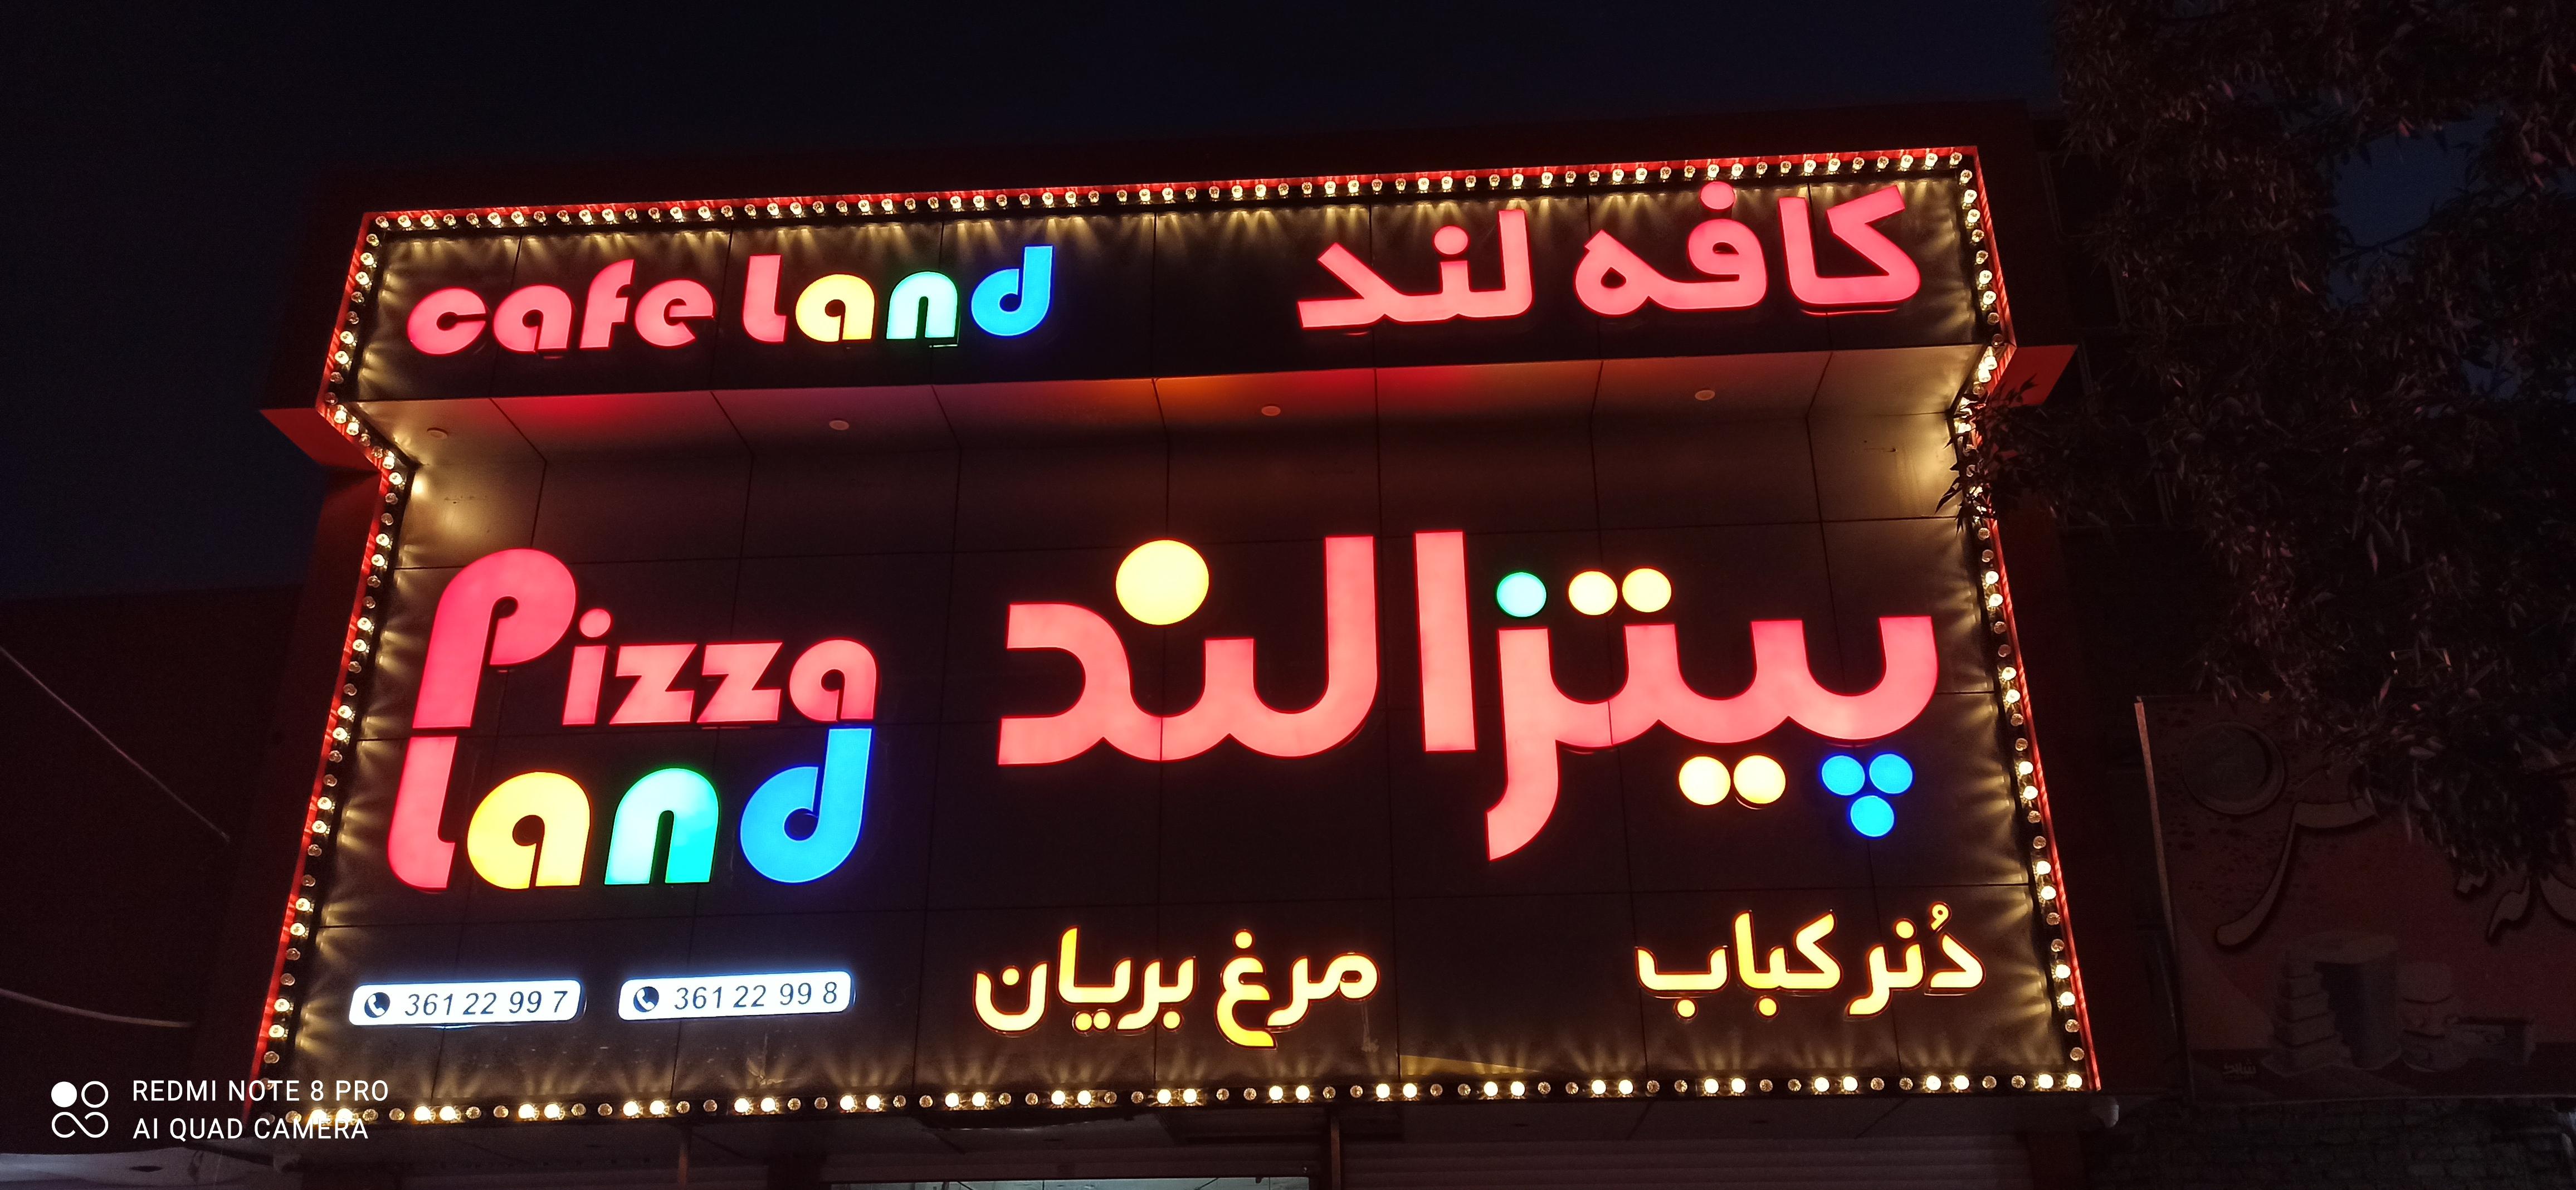 cafe land
کافه لند
Pizza
land
پیتزالند
دُنر کباب
مرغ بریان
361 22 99 7
361 22 99 8
REDMI NOTE 8 PRO
AI QUAD CAMERA